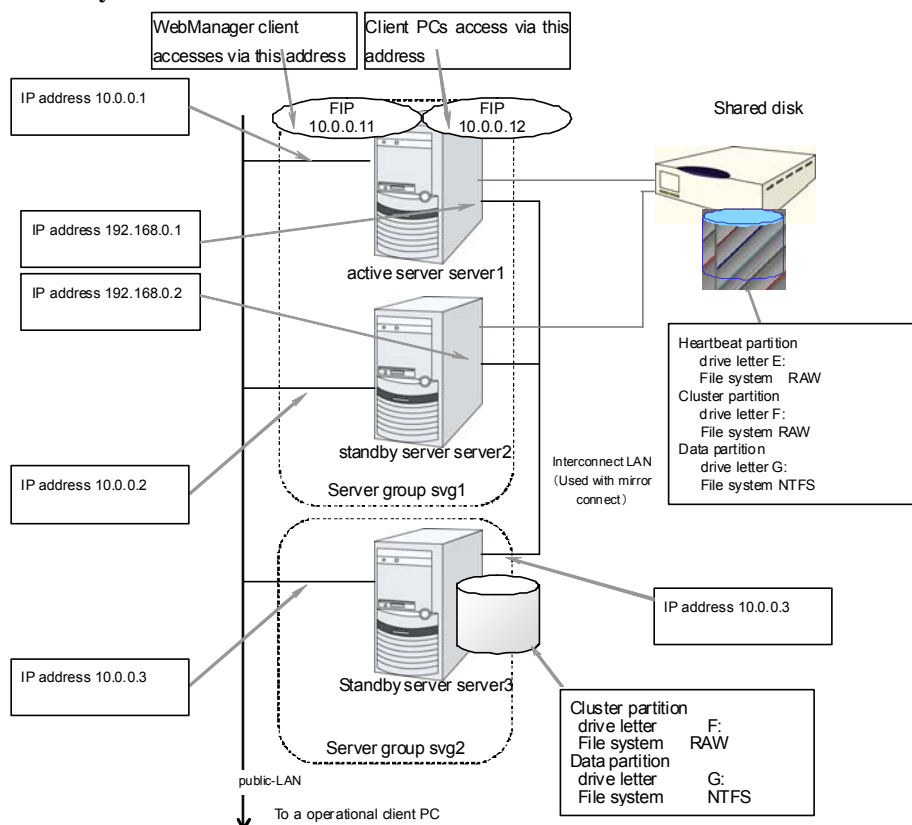 WebManager client
accesses via this address
Client PCs access via this
address
IP address 10.0.0.1
FIP
10.0.0.11
FIP
10.0.0.12
Shared disk
IP address 192.168.0.1
active server server1
IP address 192.168.0.2
Heartbeat partition
drive letter E:
File system RAW
Cluster partition
drive letter F:
File system RAW
Data partition
drive letter G:
File system NTFS
standby server server2
Interconnect LAN
(Used with mirror
connect)
IP address 10.0.0.2
Server group svg1
IP address 10.0.0.3
IP address 10.0.0.3
Standby server server3
Cluster partition
drive letter F:
File system RAW
Data partition
drive letter G:
File system NTFS
Server group svg2
public-LAN
To a operational client PC